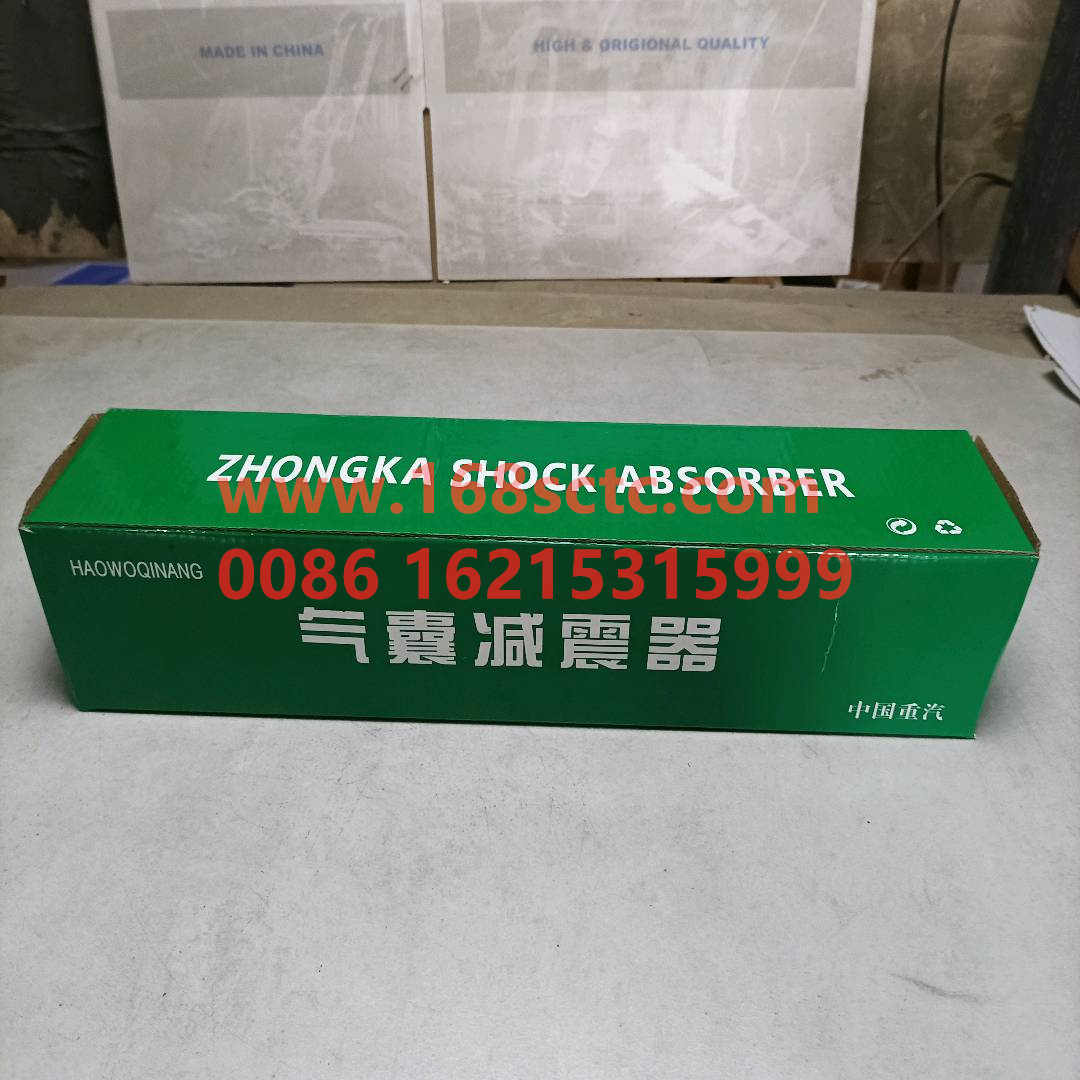 MADE IN CHINA
HIGH & ORIGIONAL QUALITY
ZHONGKA SHOCK ABSORBER
www.168sctc.com
0086 16215315999
HAOWOQINANG
气囊减震器
中国重汽